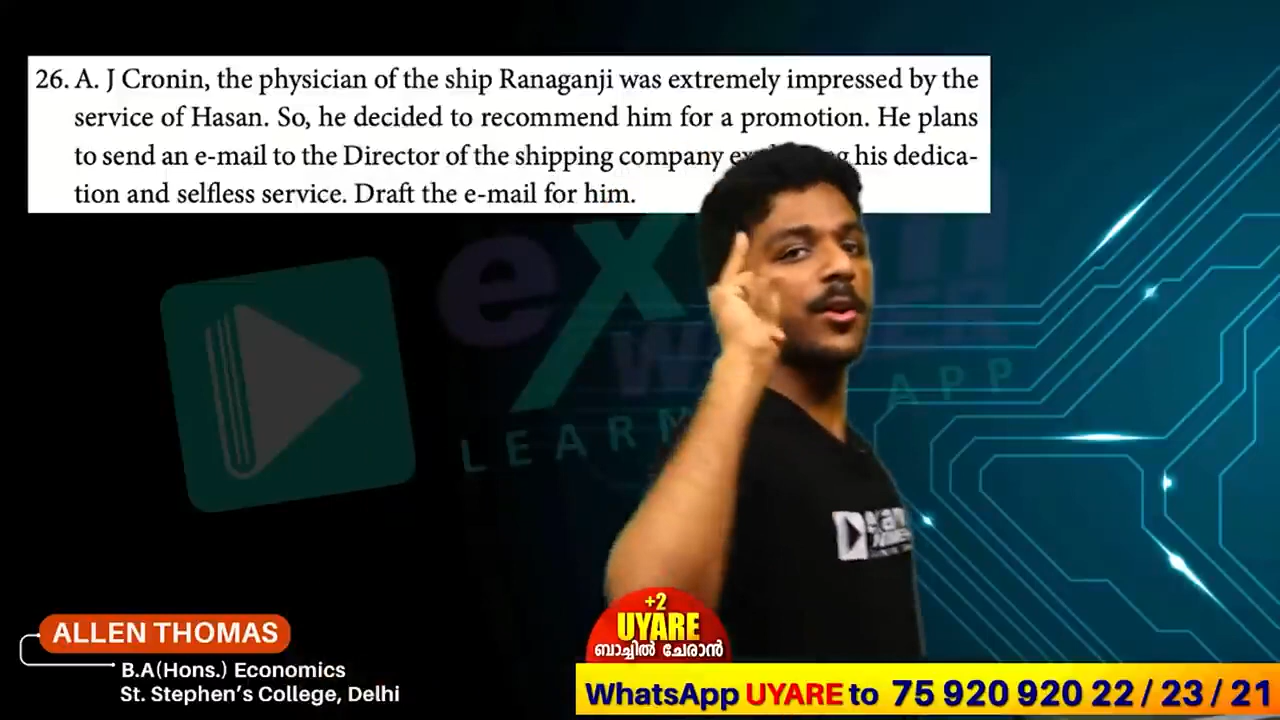 26. A. J Cronin, the physician of the ship Ranaganji was extremely impressed by the
service of Hasan. So, he decided to recommend him for a promotion. He plans
to send an e-mail to the Director of the shipping company his dedica-
tion and selfless service. Draft the e-mail for him.
ex
LEARN APP
ALLEN THOMAS
B.A(Hons.) Economics
St. Stephen's College, Delhi
+2
UYARE
ബാച്ചിൽ ചേരാൻ
WhatsApp UYARE to 75 920 920 22 / 23 / 21